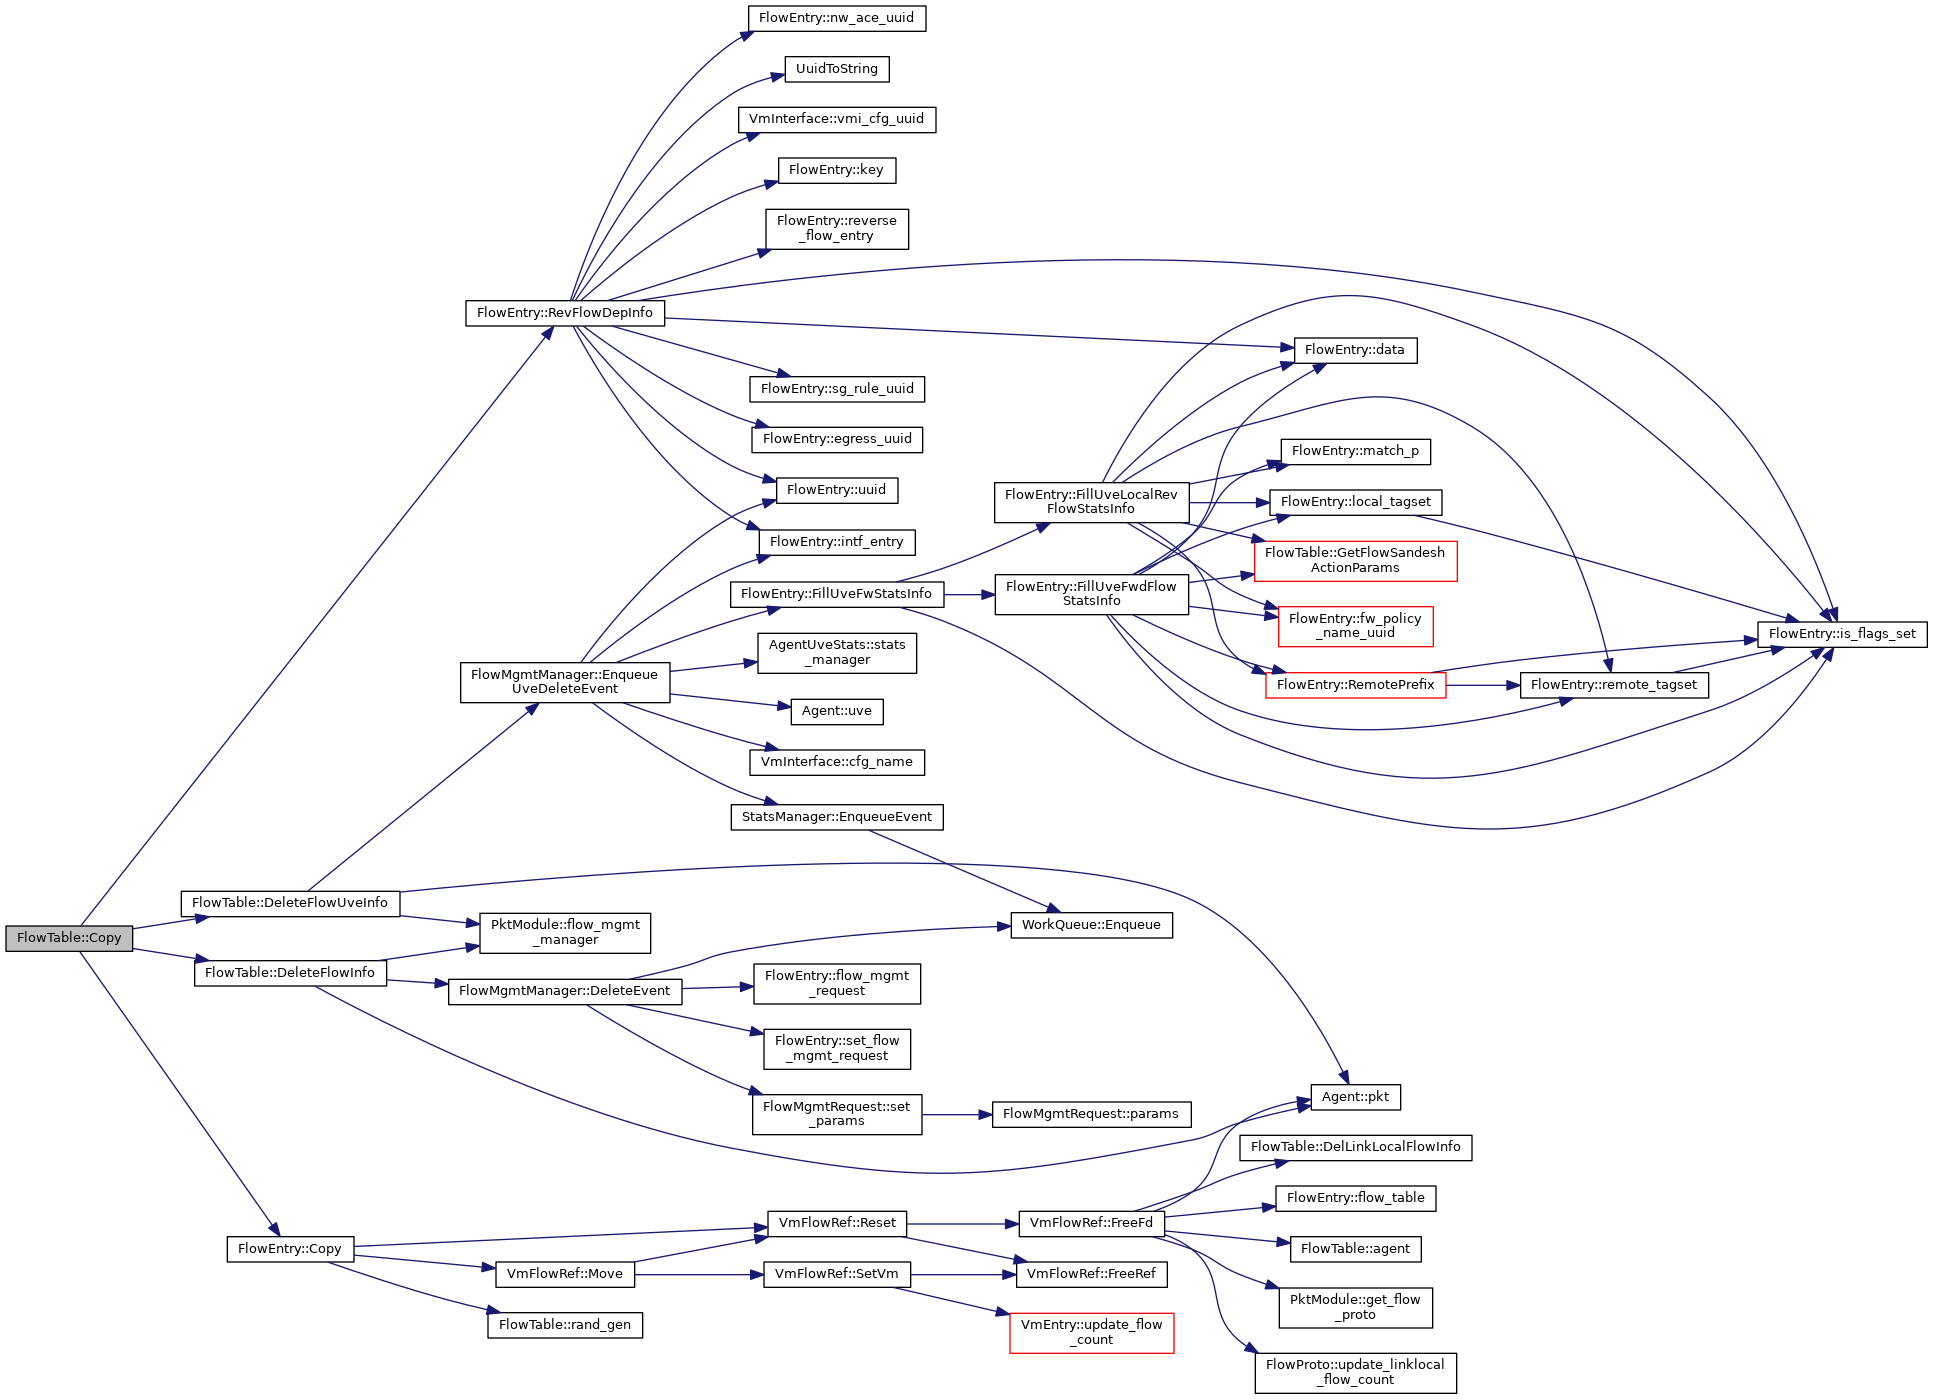 FlowEntry::nw_ace_uuid
UuidToString
VmInterface::vmi_cfg_uuid
FlowEntry::key
FlowEntry::reverse
_flow_entry
FlowEntry::RevFlowDepInfo
FlowEntry::data
FlowEntry::sg_rule_uuid
FlowEntry::egress_uuid
FlowEntry::match_p
FlowEntry::uuid
FlowEntry::FillUveLocalRev
FlowStatsInfo
FlowEntry::local_tagset
FlowEntry::intf_entry
FlowTable::GetFlowSandesh
ActionParams
FlowEntry::FillUveFwStatsInfo
FlowEntry::FillUveFwdFlow
StatsInfo
FlowEntry::fw_policy
_name_uuid
FlowEntry::is_flags_set
AgentUveStats::stats
_manager
FlowMgmtManager::Enqueue
UveDeleteEvent
FlowEntry::RemotePrefix
FlowEntry::remote_tagset
Agent::uve
VmInterface::cfg_name
StatsManager::EnqueueEvent
FlowTable::DeleteFlowUveInfo
PktModule::flow_mgmt
_manager
WorkQueue::Enqueue
FlowTable::Copy
FlowTable::DeleteFlowInfo
FlowMgmtManager::DeleteEvent
FlowEntry::flow_mgmt
_request
FlowEntry::set_flow
_mgmt_request
FlowMgmtRequest::set
_params
FlowMgmtRequest::params
Agent::pkt
FlowTable::DelLinkLocalFlowInfo
FlowEntry::flow_table
VmFlowRef::Reset
VmFlowRef::FreeFd
FlowEntry::Copy
FlowTable::agent
VmFlowRef::Move
VmFlowRef::SetVm
VmFlowRef::FreeRef
PktModule::get_flow
_proto
FlowTable::rand_gen
VmEntry::update_flow
_count
FlowProto::update_linklocal
_flow_count